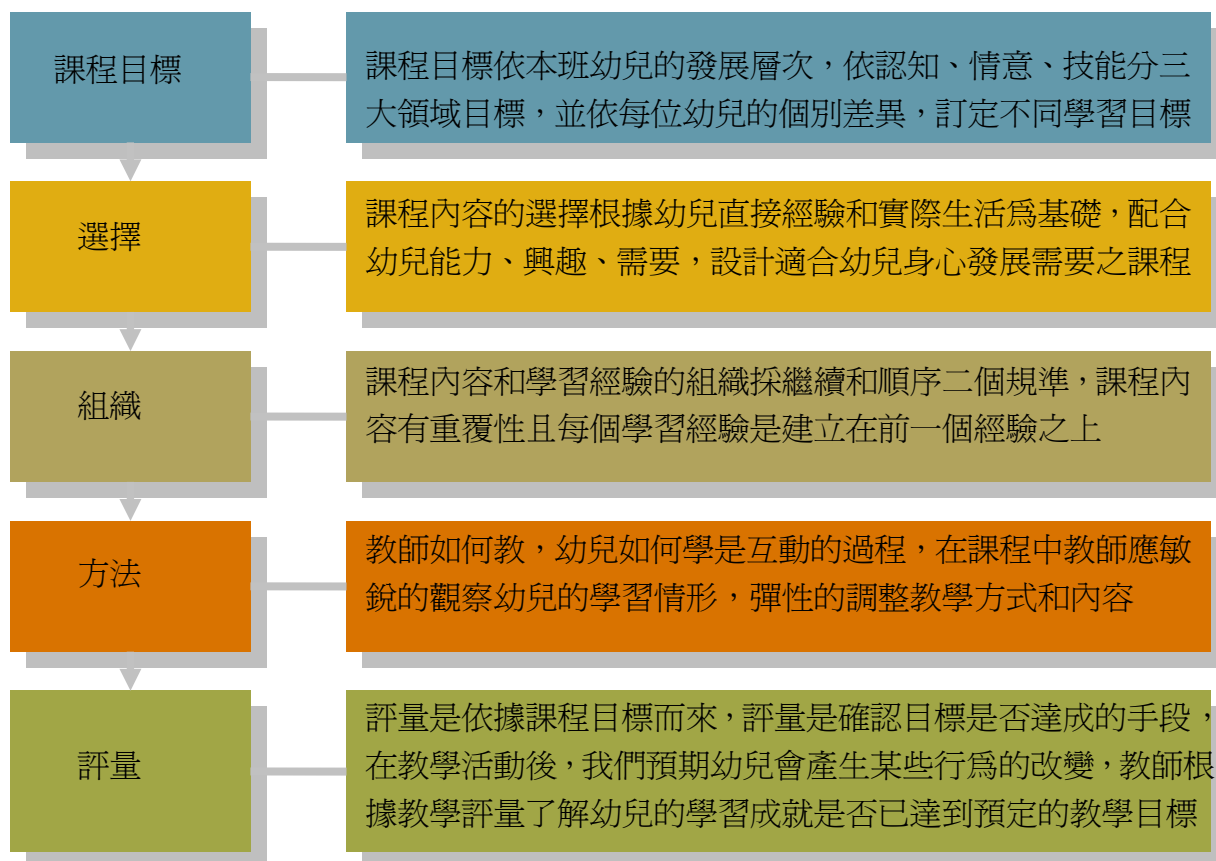 課程目標
課程目標依本班幼兒的發展層次，依認知、情意、技能分三
大領域目標，並依每位幼兒的個別差異，訂定不同學習目標
選擇
課程內容的選擇根據幼兒直接經驗和實際生活爲基礎，配合
幼兒能力、興趣、需要，設計適合幼兒身心發展需要之課程
組織
課程內容和學習經驗的組織採繼續和順序二個規準，課程內
容有重覆性且每個學習經驗是建立在前一個經驗之上
方法
教師如何教，幼兒如何學是互動的過程，在課程中教師應敏
銳的觀察幼兒的學習情形，彈性的調整教學方式和內容
評量
評量是依據課程目標而來，評量是確認目標是否達成的手段，
在教學活動後，我們預期幼兒會產生某些行爲的改變，教師根
據教學評量了解幼兒的學習成就是否已達到預定的教學目標